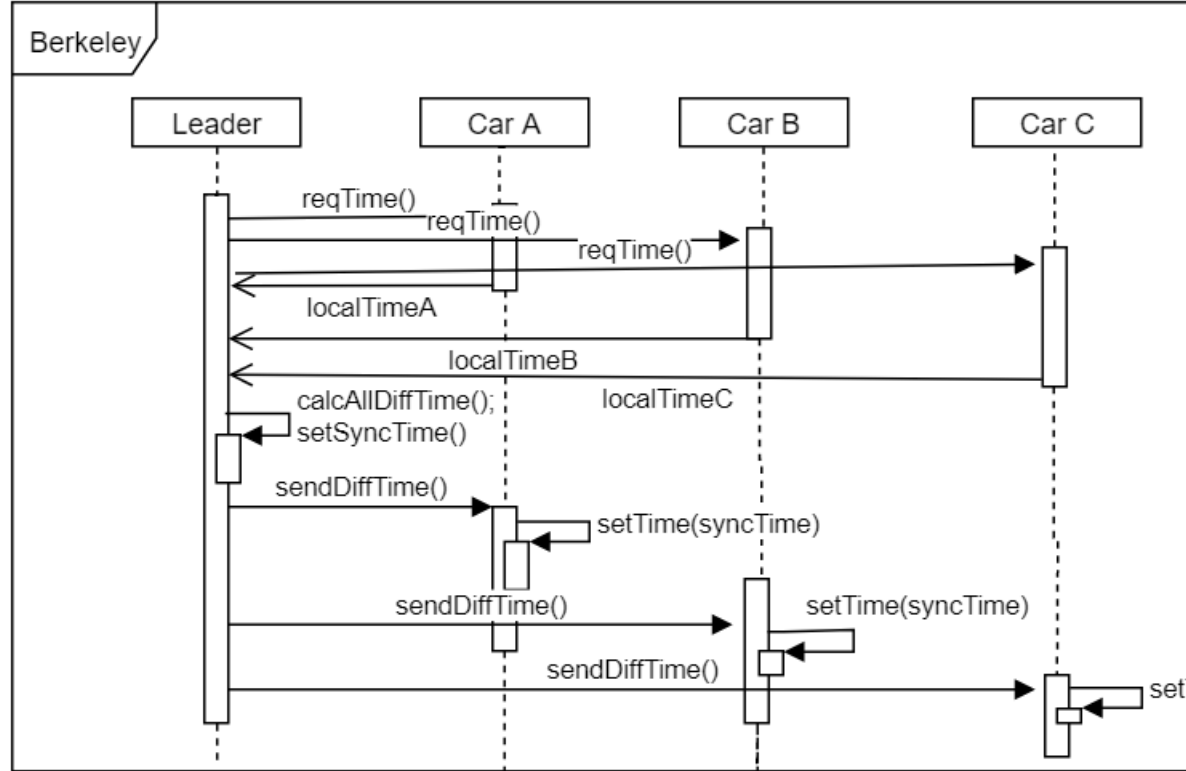 Berkeley
Leader
Car A
Car B
Car C
reqTime()
reqTime()
reqTime()
localTimeA
localTimeB
localTimeC
calcAllDiffTime();
setSyncTime()
sendDiffTime()
setTime(syncTime)
sendDiffTime()
setTime(syncTime)
sendDiffTime()